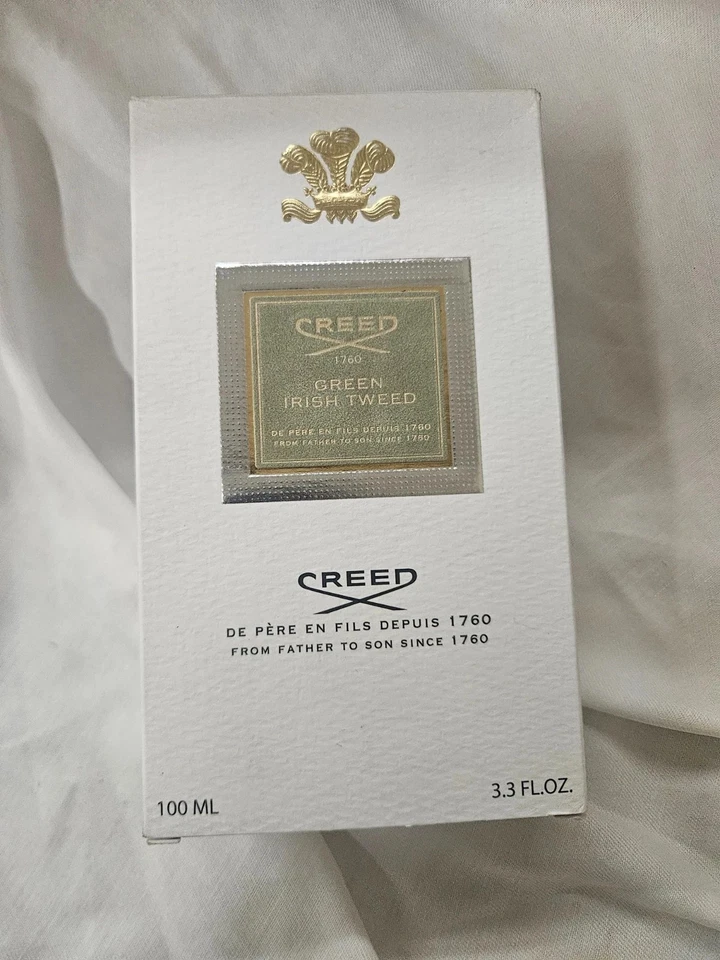 CREED
1760
GREEN
IRISH TWEED
DE PÈRE EN FILS DEPUIS 1760
FROM FATHER TO SON SINCE 1760
CREED
DE PÈRE EN FILS DEPUIS 1760
FROM FATHER TO SON SINCE 1760
100 ML
3.3 FL.OZ.